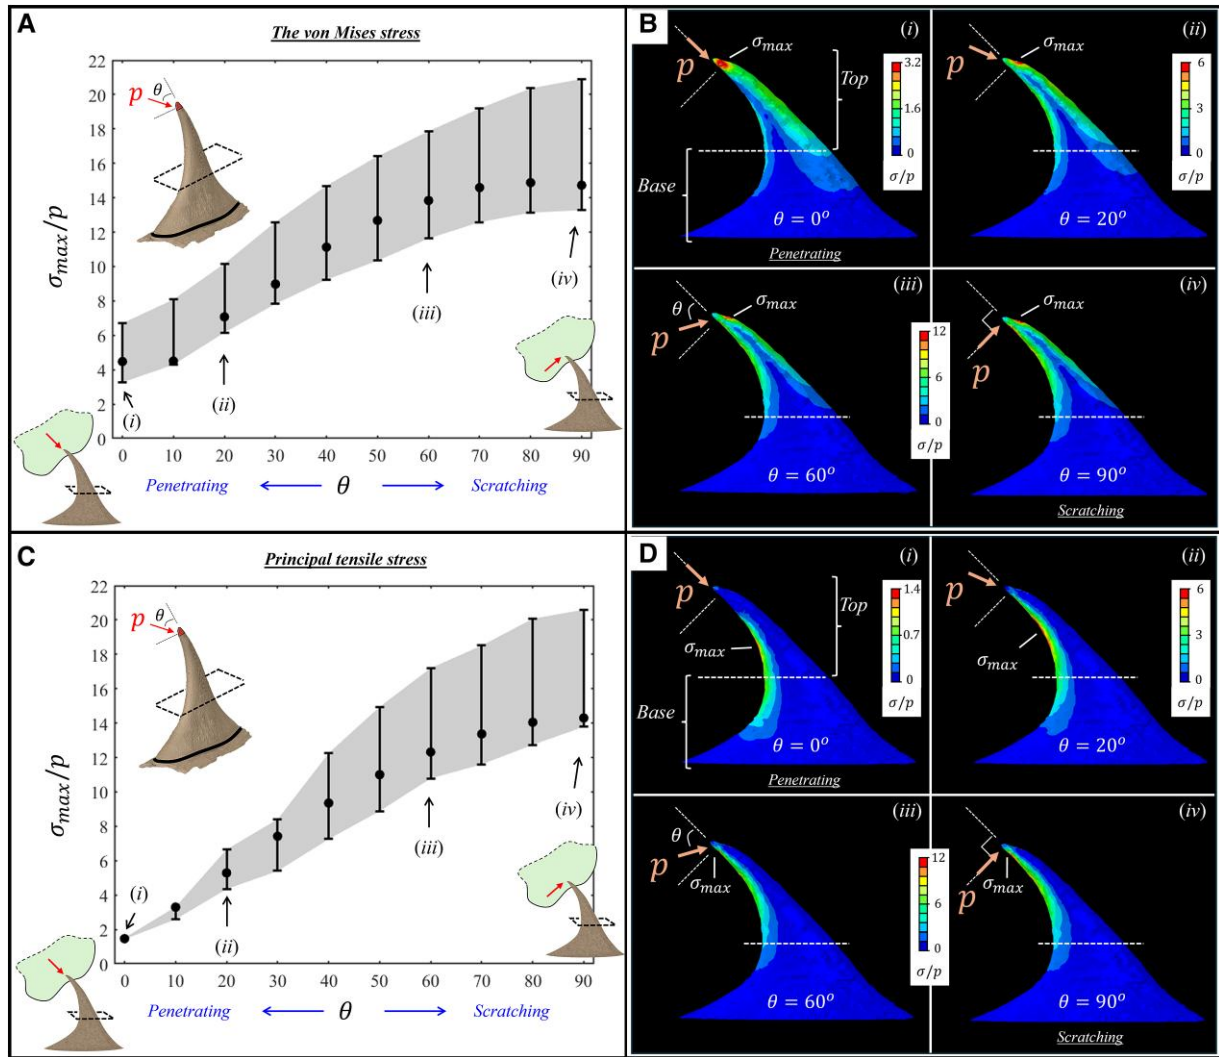 A
The von Mises stress
σmax/p
22
20
18
16
14
12
10
8
6
4
2
0
θ
p
(i)
(ii)
(iii)
(iv)
0 10 20 30 40 50 60 70 80 90
Penetrating θ Scratching
B
(i)
p
σmax
Top
Base
3.2
1.6
0
σ/p
θ = 0°
Penetrating
(ii)
p
σmax
6
3
0
σ/p
θ = 20°
(iii)
θ
p
σmax
12
6
0
σ/p
θ = 60°
(iv)
p
σmax
θ = 90°
Scratching
C
Principal tensile stress
σmax/p
22
20
18
16
14
12
10
8
6
4
2
0
θ
p
(i)
(ii)
(iii)
(iv)
0 10 20 30 40 50 60 70 80 90
Penetrating θ Scratching
D
(i)
p
σmax
Top
Base
1.4
0.7
0
σ/p
θ = 0°
Penetrating
(ii)
p
σmax
6
3
0
σ/p
θ = 20°
(iii)
θ
p
σmax
12
6
0
σ/p
θ = 60°
(iv)
p
σmax
θ = 90°
Scratching